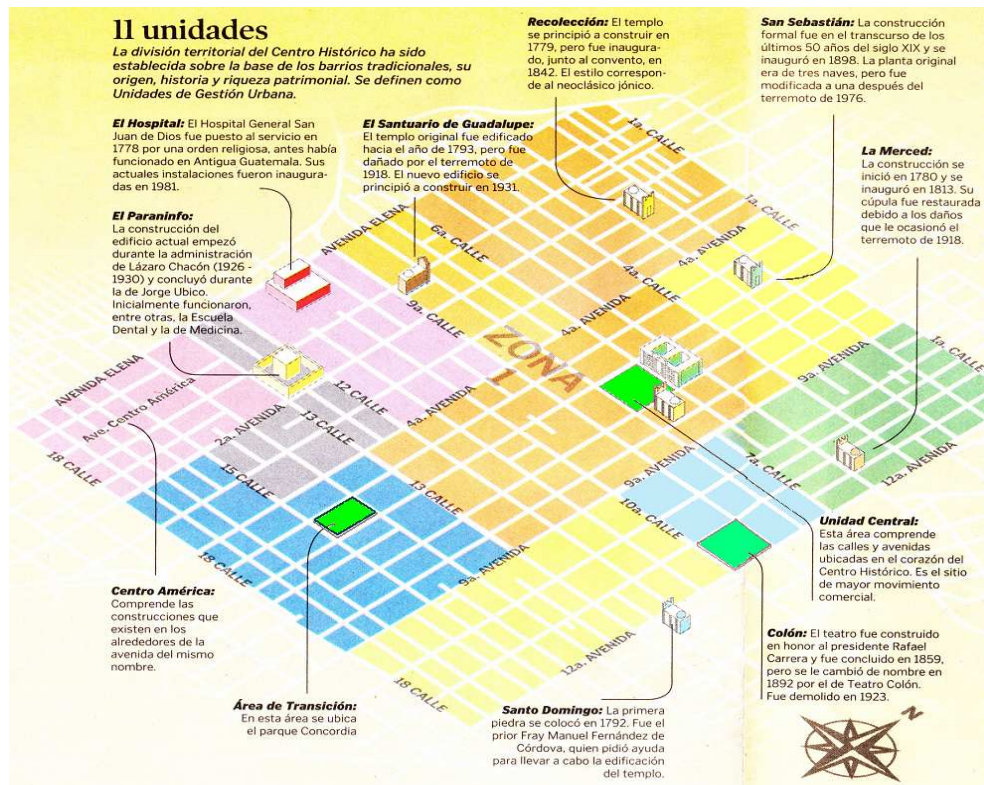 11 unidades
La división territorial del Centro Histórico ha sido
establecida sobre la base de los barrios tradicionales, su
origen, historia y riqueza patrimonial. Se definen como
Unidades de Gestión Urbana.
Recolección: El templo
se principió a construir en
1779, pero fue inaugura-
do, junto al convento, en
1842. El estilo correspon-
de al neoclásico jónico.
San Sebastián: La construcción
formal fue en el transcurso de los
últimos 50 años del siglo XIX y se
inauguró en 1898. La planta original
era de tres naves, pero fue
modificada a una después del
terremoto de 1976.
El Hospital: El Hospital General San
Juan de Dios fue puesto al servicio en
1778 por una orden religiosa, antes había
funcionado en Antigua Guatemala. Sus
actuales instalaciones fueron inaugura-
das en 1981.
El Santuario de Guadalupe:
El templo original fue edificado
hacia el año de 1793, pero fue
dañado por el terremoto de
1918. El nuevo edificio se
principió a construir en 1931.
La Merced:
La construcción se
inició en 1780 y se
inauguró en 1813. Su
cúpula fue restaurada
debido a los daños
que le ocasionó el
terremoto de 1918.
El Paraninfo:
La construcción del
edificio actual empezó
durante la administración
de Lázaro Chacón (1926 -
1930) y concluyó durante
la de Jorge Ubico.
Inicialmente funcionaron,
entre otras, la Escuela
Dental y la de Medicina.
1a. CALLE
1a. CALLE
AVENIDA ELENA
6a. CALLE
4a. AVENIDA
4a. CALLE
9a. CALLE
4a. AVENIDA
ZONA
1
1a. CALLE
9a. AVENIDA
AVENIDA ELENA
Ave. Centro América
12 CALLE
4a. AVENIDA
2a. AVENIDA
13 CALLE
18 CALLE
15 CALLE
13 CALLE
9a. AVENIDA
7a. CALLE
12a. AVENIDA
10a. CALLE
18 CALLE
9a. AVENIDA
12a. AVENIDA
18 CALLE
Unidad Central:
Esta área comprende
las calles y avenidas
ubicadas en el corazón del
Centro Histórico. Es el sitio
de mayor movimiento
comercial.
Centro América:
Comprende las
construcciones que
existen en los
alrededores de la
avenida del mismo
nombre.
Colón: El teatro fue construido
en honor al presidente Rafael
Carrera y fue concluido en 1859,
pero se le cambió de nombre en
1892 por el de Teatro Colón.
Fue demolido en 1923.
Área de Transición:
En esta área se ubica
el parque Concordia
Santo Domingo: La primera
piedra se colocó en 1792. Fue el
prior Fray Manuel Fernández de
Córdova, quien pidió ayuda
para llevar a cabo la edificación
del templo.
N